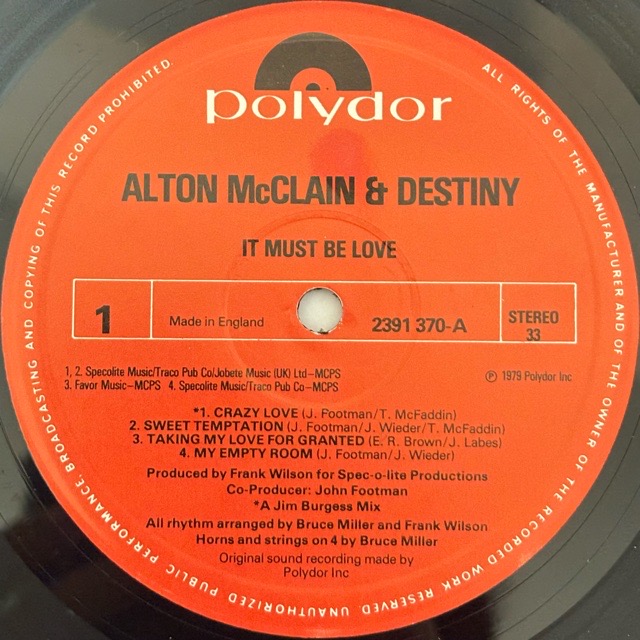 polydor
ALTON McCLAIN & DESTINY
IT MUST BE LOVE
1
Made in England
2391 370-A
STEREO
33
1, 2. Specolite Music/Traco Pub Co/Jobete Music (UK) Ltd—MCPS
3. Favor Music—MCPS 4. Specolite Music/Traco Pub Co—MCPS
℗ 1979 Polydor Inc
*1. CRAZY LOVE (J. Footman/T. McFaddin)
2. SWEET TEMPTATION (J. Footman/J. Wieder/T. McFaddin)
3. TAKING MY LOVE FOR GRANTED (E. R. Brown/J. Labes)
4. MY EMPTY ROOM (J. Footman/J. Wieder)
Produced by Frank Wilson for Spec-o-lite Productions
Co-Producer: John Footman
*A Jim Burgess Mix
All rhythm arranged by Bruce Miller and Frank Wilson
Horns and strings on 4 by Bruce Miller
Original sound recording made by
Polydor Inc
ALL RIGHTS OF THE MANUFACTURER AND OF THE OWNER OF THE RECORDED WORK RESERVED. UNAUTHORIZED PUBLIC PERFORMANCE, BROADCASTING AND COPYING OF THIS RECORD PROHIBITED.